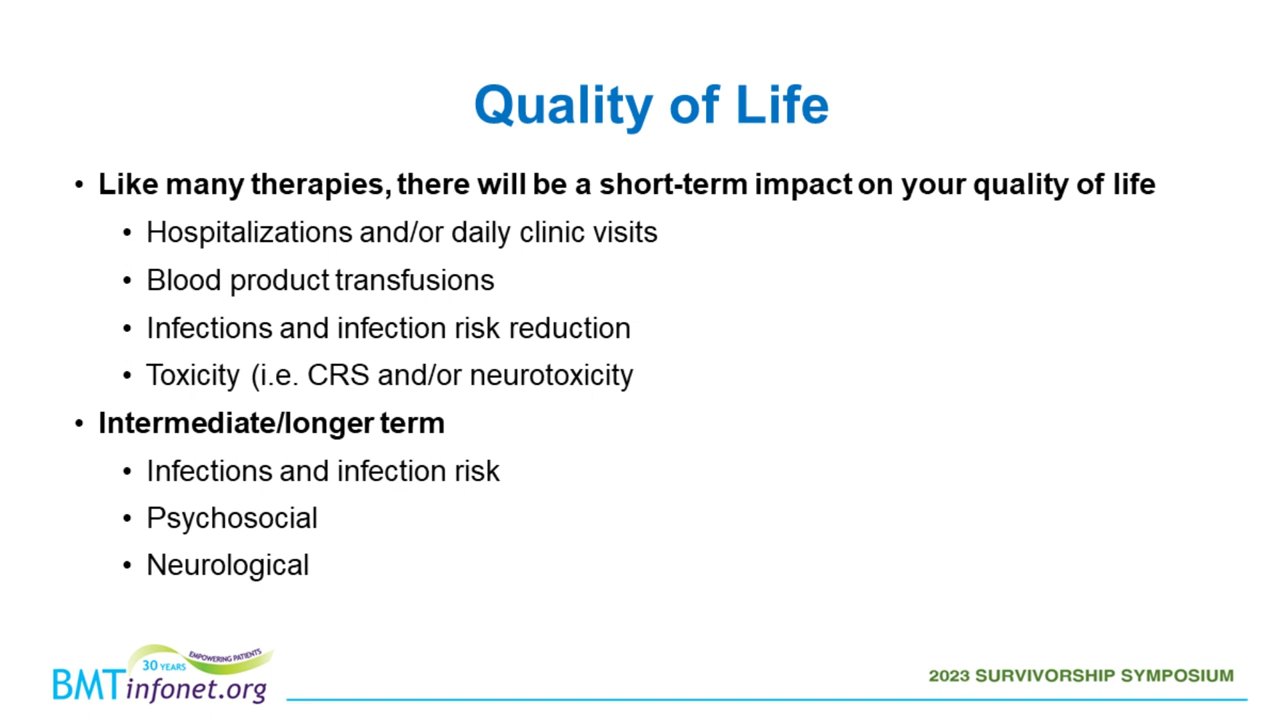 Quality of Life
• Like many therapies, there will be a short-term impact on your quality of life
• Hospitalizations and/or daily clinic visits
• Blood product transfusions
• Infections and infection risk reduction
• Toxicity (i.e. CRS and/or neurotoxicity
• Intermediate/longer term
• Infections and infection risk
• Psychosocial
• Neurological
30 YEARS EMPOWERING PATIENTS
BMTinfonet.org
2023 SURVIVORSHIP SYMPOSIUM